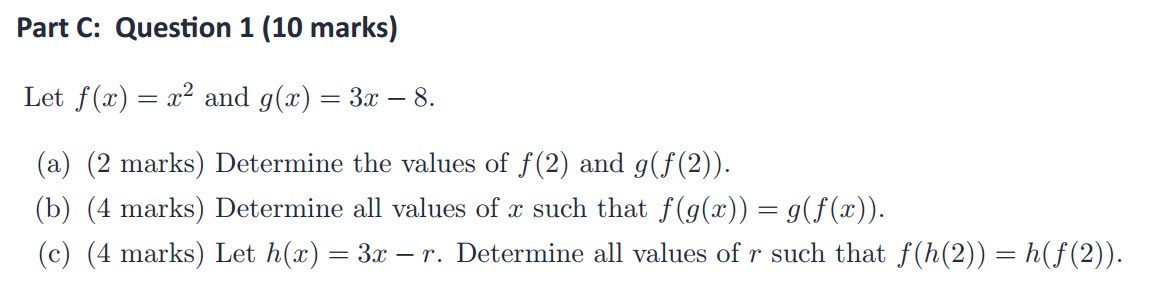 Part C: Question 1 (10 marks)
Let f(x) = x² and g(x) = 3x − 8.
(a) (2 marks) Determine the values of f(2) and g(f(2)).
(b) (4 marks) Determine all values of x such that f(g(x)) = g(f(x)).
(c) (4 marks) Let h(x) = 3x − r. Determine all values of r such that f(h(2)) = h(f(2)).